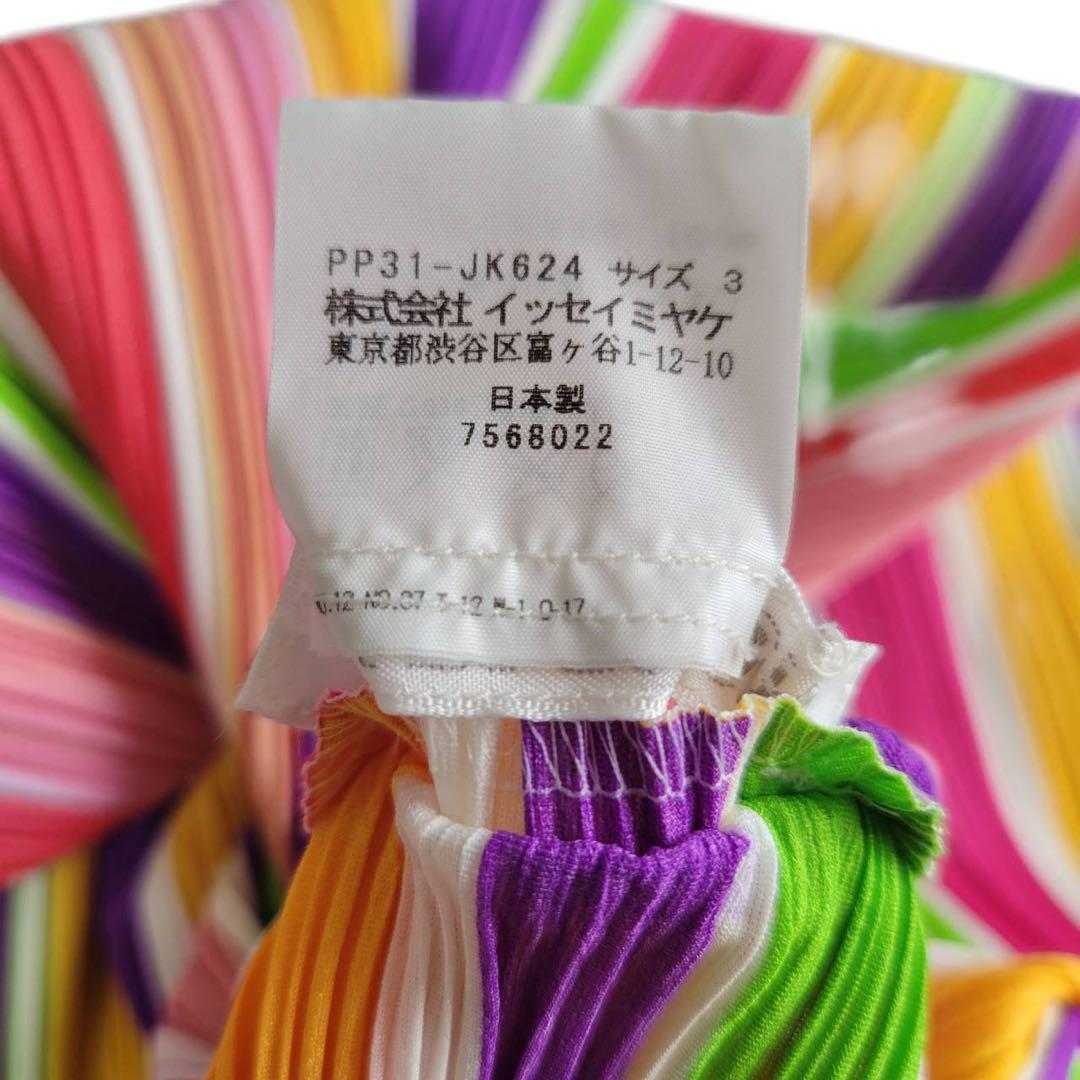 PP31-JK624 サイズ 3
株式会社 イッセイミヤケ
東京都渋谷区富ヶ谷1-12-10
日本製
7568022